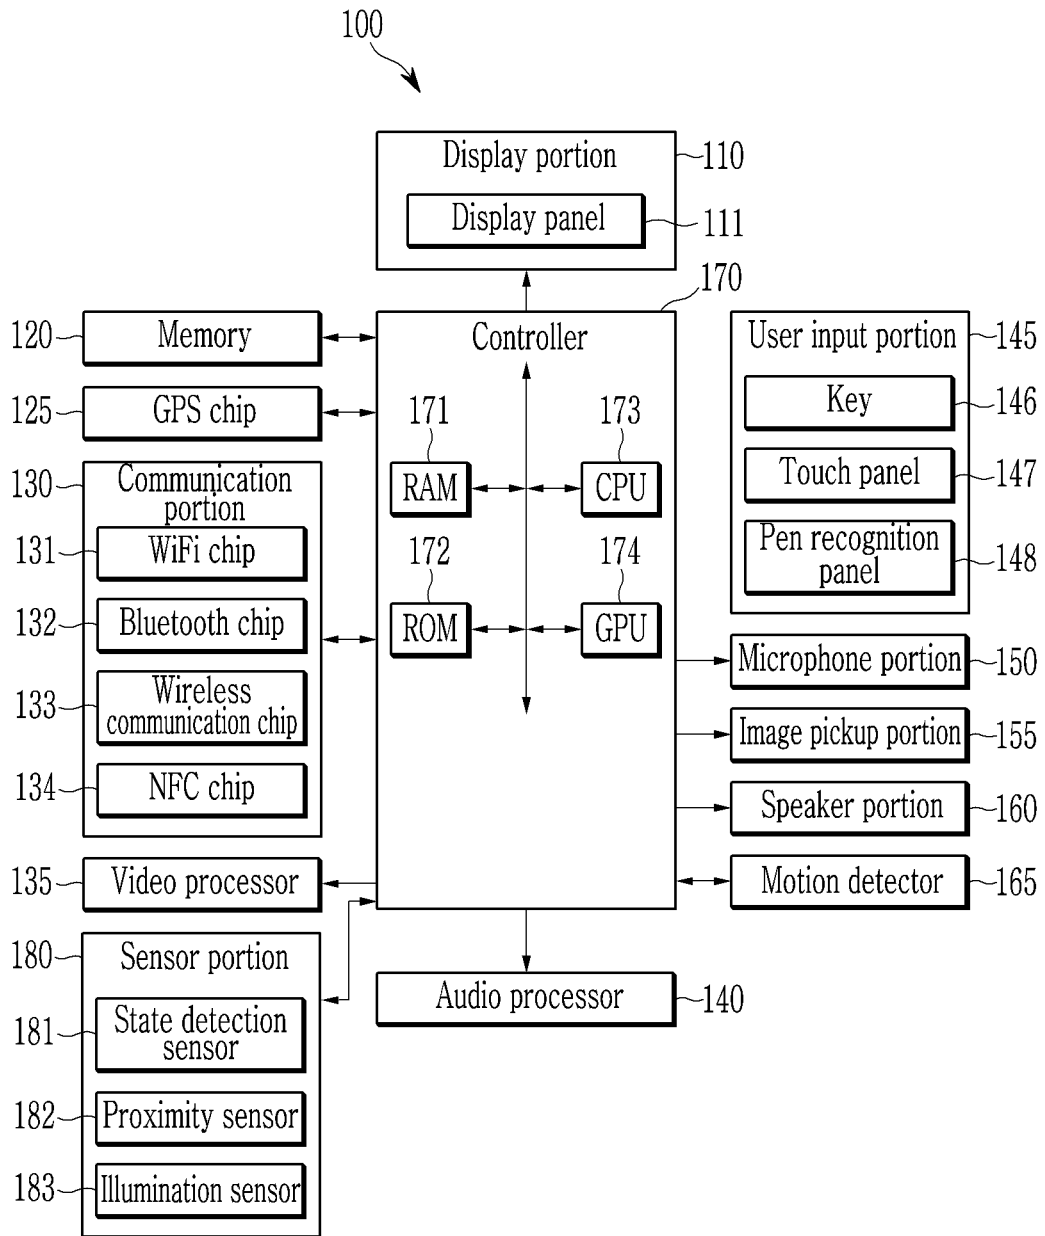 100
Display portion
110
Display panel
111
170
120
Memory
Controller
User input portion
145
125
GPS chip
171
173
Key
146
130
Communication
portion
RAM
CPU
Touch panel
147
131
WiFi chip
172
174
Pen recognition
panel
148
132
Bluetooth chip
ROM
GPU
Microphone portion
150
133
Wireless
communication chip
Image pickup portion
155
134
NFC chip
Speaker portion
160
135
Video processor
Motion detector
165
180
Sensor portion
Audio processor
140
181
State detection
sensor
182
Proximity sensor
183
Illumination sensor